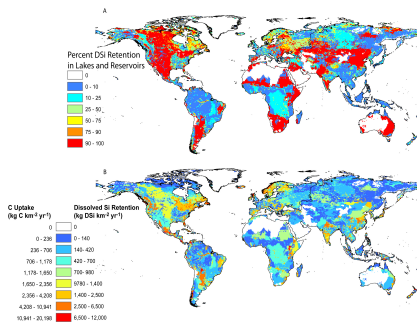 A
Percent DSi Retention
in Lakes and Reservoirs
0
0 - 10
10 - 25
25 - 50
50 - 75
75 - 90
90 - 100
B
C Uptake
(kg C km-2 yr-1)
Dissolved Si Retention
(kg DSi km-2 yr-1)
0 0
0 - 236 0 - 140
236 - 706 140 - 420
706 - 1,178 420 - 700
1,178- 1,650 700- 980
1,650 - 2,356 9780 - 1,400
2,356 - 4,208 1,400 - 2,500
4,208 - 10,941 2,500 - 6,500
10,941 - 20,198 6,500 - 12,000